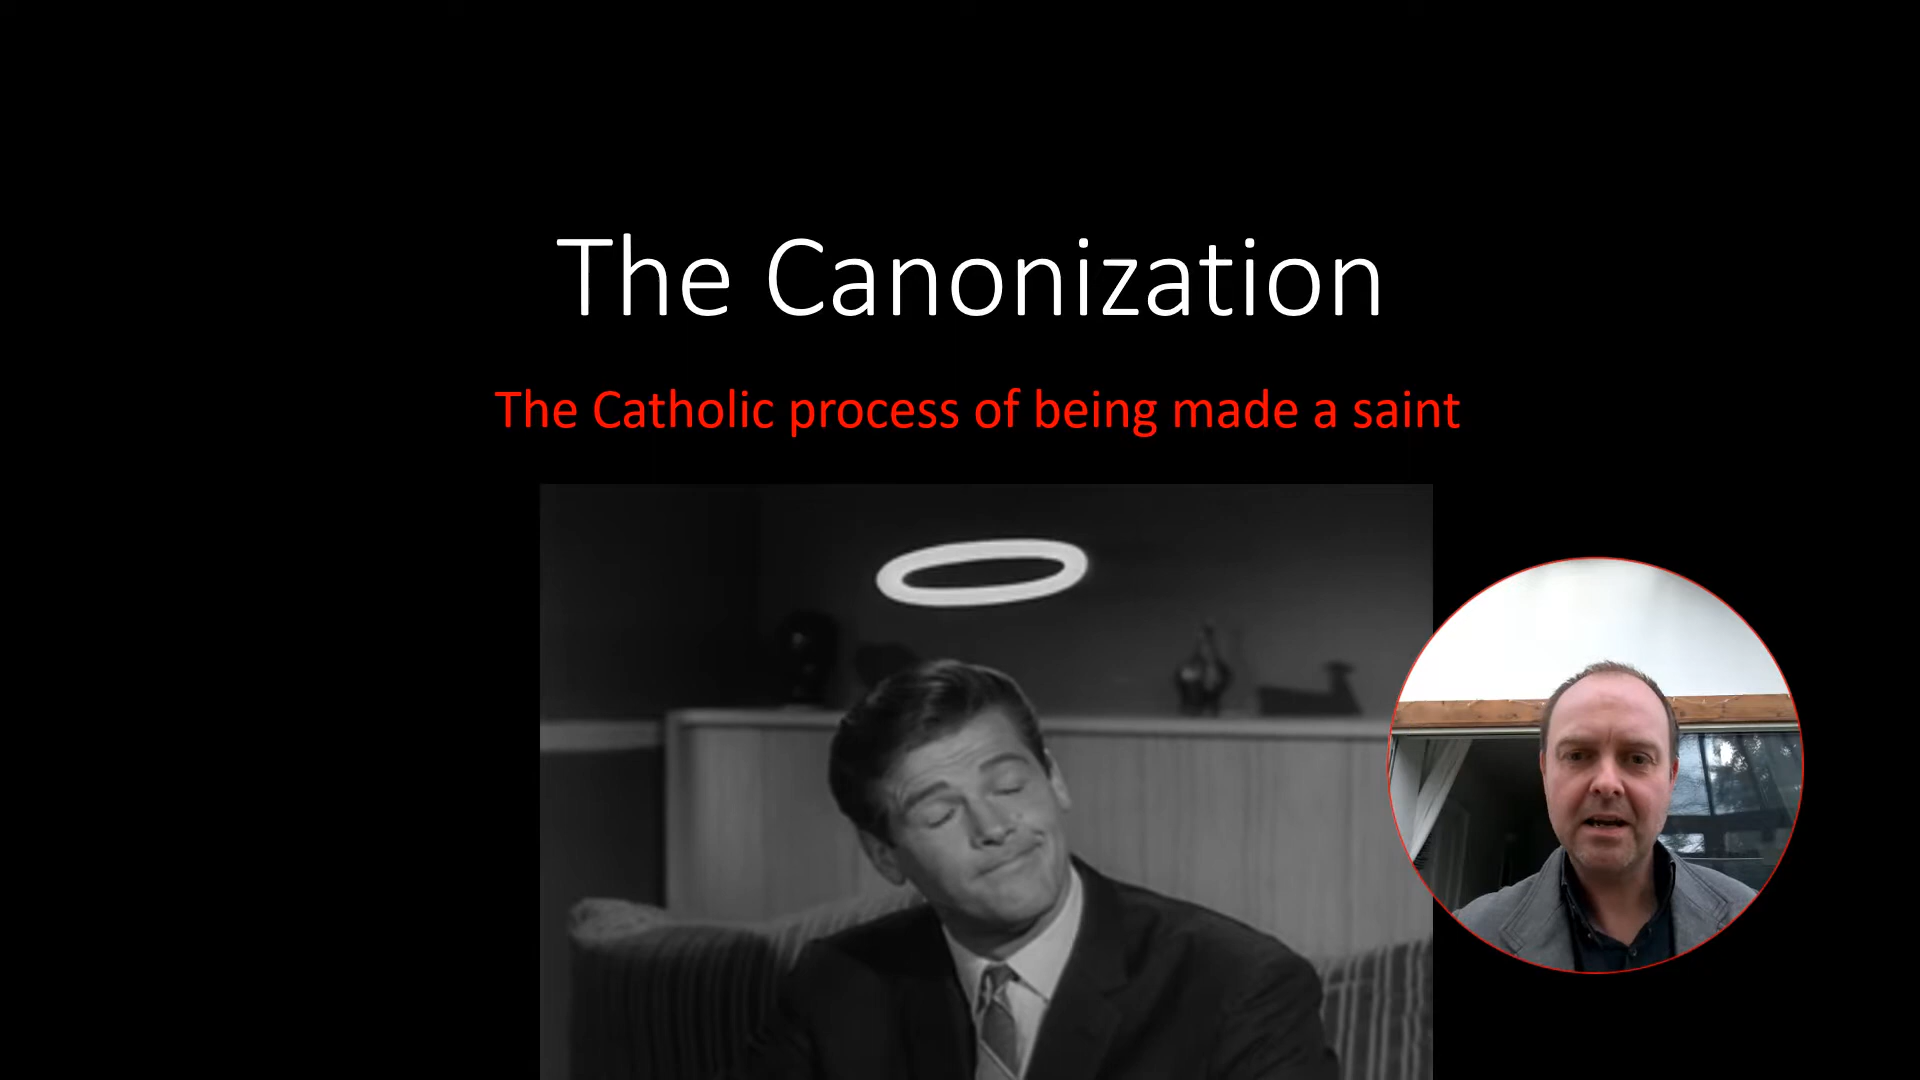 The Canonization
The Catholic process of being made a saint